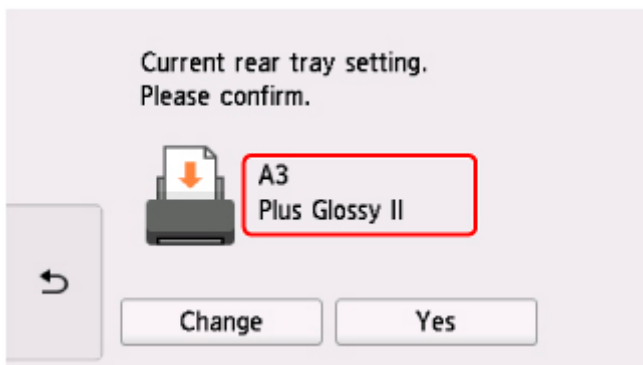 Current rear tray setting.
Please confirm.
A3
Plus Glossy II
Change
Yes